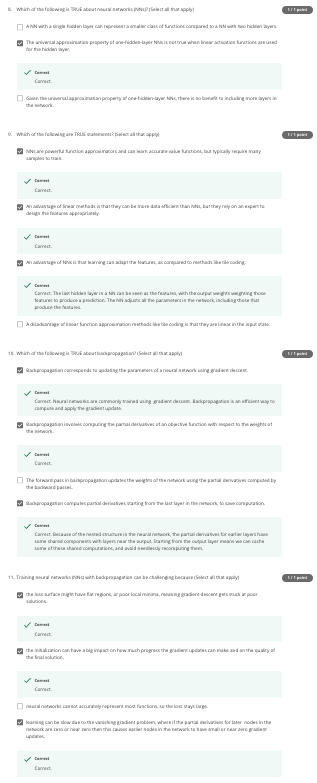 8. Which of the following is TRUE about neural networks (NNs)? (Select all that apply)
1 / 1 point
A NN with a single hidden layer can represent a smaller class of functions compared to a NN with two hidden layers.
The universal approximation property of one-hidden-layer NNs is not true when linear activation functions are used
for the hidden layer.
Correct
Correct.
Given the universal approximation property of one-hidden-layer NNs, there is no benefit to including more layers in
the network.
9. Which of the following are TRUE statements? (Select all that apply)
1 / 1 point
NNs are powerful function approximators and can learn accurate value functions, but typically require many
samples to train.
Correct
Correct.
An advantage of linear methods is that they can be more data efficient than NNs, but they rely on an expert to
design the features appropriately.
Correct
Correct.
An advantage of NNs is that learning can adapt the features, as compared to methods like tile coding.
Correct
Correct. The last hidden layer in a NN can be seen as the features, with the output weights weighting those
features to produce a prediction. The NN adjusts all the parameters in the network, including those that
produce the features.
A disadvantage of linear function approximation methods like tile coding is that they are linear in the input state.
10. Which of the following is TRUE about backpropagation? (Select all that apply)
1 / 1 point
Backpropagation corresponds to updating the parameters of a neural network using gradient descent.
Correct
Correct. Neural networks are commonly trained using gradient descent. Backpropagation is an efficient way to
compute and apply the gradient update.
Backpropagation involves computing the partial derivatives of an objective function with respect to the weights of
the network.
Correct
Correct.
The forward pass in backpropagation updates the weights of the network using the partial derivatives computed by
the backward passes.
Backpropagation computes partial derivatives starting from the last layer in the network, to save computation.
Correct
Correct. Because of the nested structure in the neural network, the partial derivatives for earlier layers have
some shared components with layers near the output. Starting from the output layer means we can cache
some of these shared computations, and avoid needlessly recomputing them.
11. Training neural networks (NNs) with backpropagation can be challenging because (Select all that apply)
1 / 1 point
the loss surface might have flat regions, or poor local minima, meaning gradient descent gets stuck at poor
solutions.
Correct
Correct.
the initialization can have a big impact on how much progress the gradient updates can make and on the quality of
the final solution.
Correct
Correct.
neural networks cannot accurately represent most functions, so the loss stays large.
learning can be slow due to the vanishing gradient problem, where if the partial derivatives for later nodes in the
network are zero or near zero then this causes earlier nodes in the network to have small or near zero gradient
updates.
Correct
Correct.